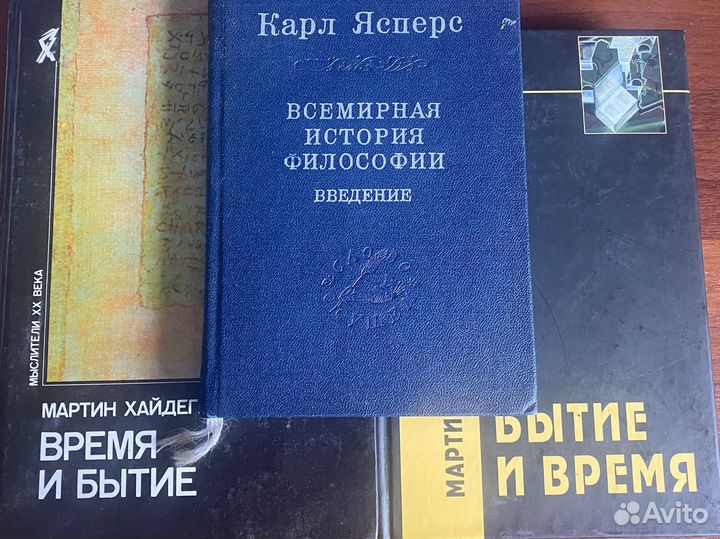 Карл Ясперс
ВСЕМИРНАЯ
ИСТОРИЯ
ФИЛОСОФИИ
ВВЕДЕНИЕ
МЫСЛИТЕЛИ XX ВЕКА
МАРТИН ХАЙДЕГ
ВРЕМЯ
И БЫТИЕ
МАРТИ
БЫТИЕ
И ВРЕМЯ
Avito